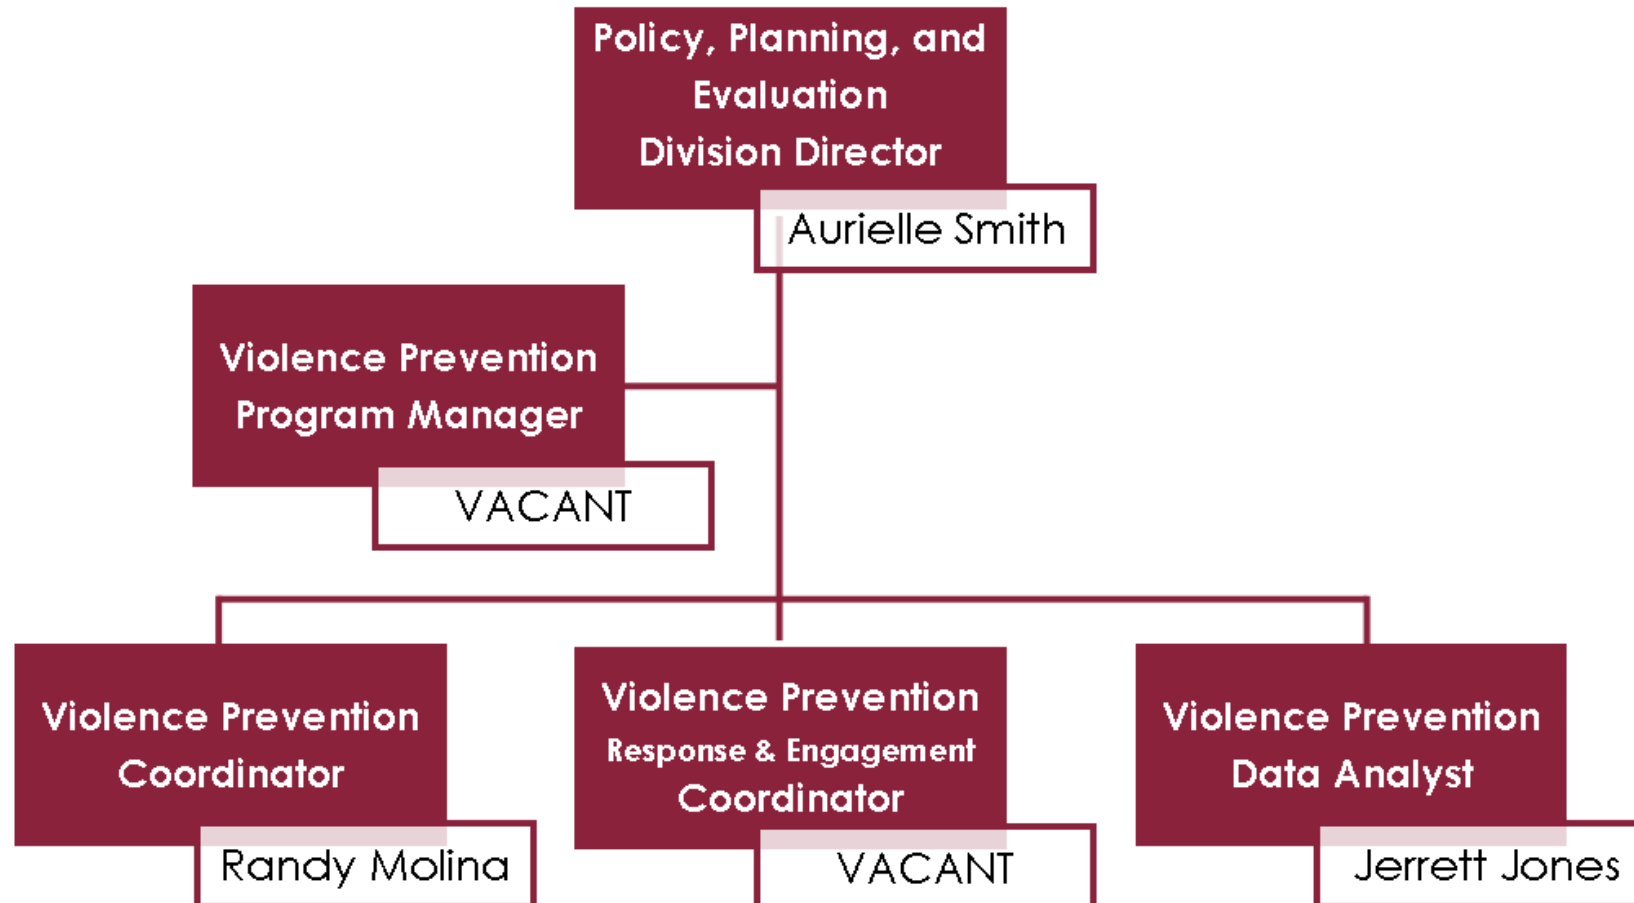 Policy, Planning, and
Evaluation
Division Director
Aurielle Smith
Violence Prevention
Program Manager
VACANT
Violence Prevention
Coordinator
Randy Molina
Violence Prevention
Response & Engagement
Coordinator
VACANT
Violence Prevention
Data Analyst
Jerrett Jones